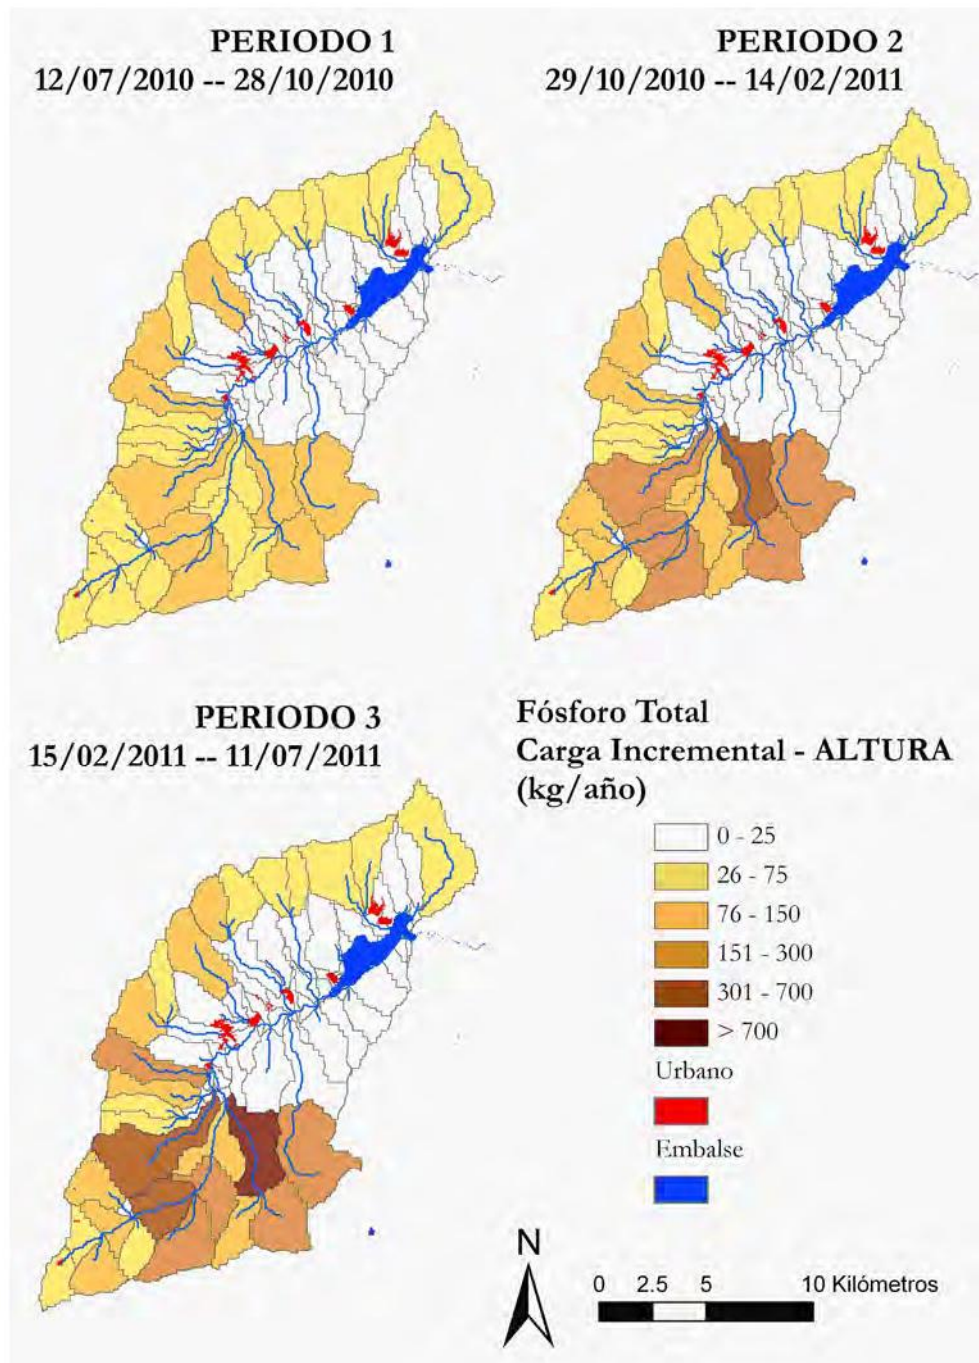 PERIODO 1
12/07/2010 -- 28/10/2010
PERIODO 2
29/10/2010 -- 14/02/2011
PERIODO 3
15/02/2011 -- 11/07/2011
Fósforo Total
Carga Incremental - ALTURA
(kg/año)
0 - 25
26 - 75
76 - 150
151 - 300
301 - 700
> 700
Urbano
Embalse
N
0 2.5 5 10 Kilómetros